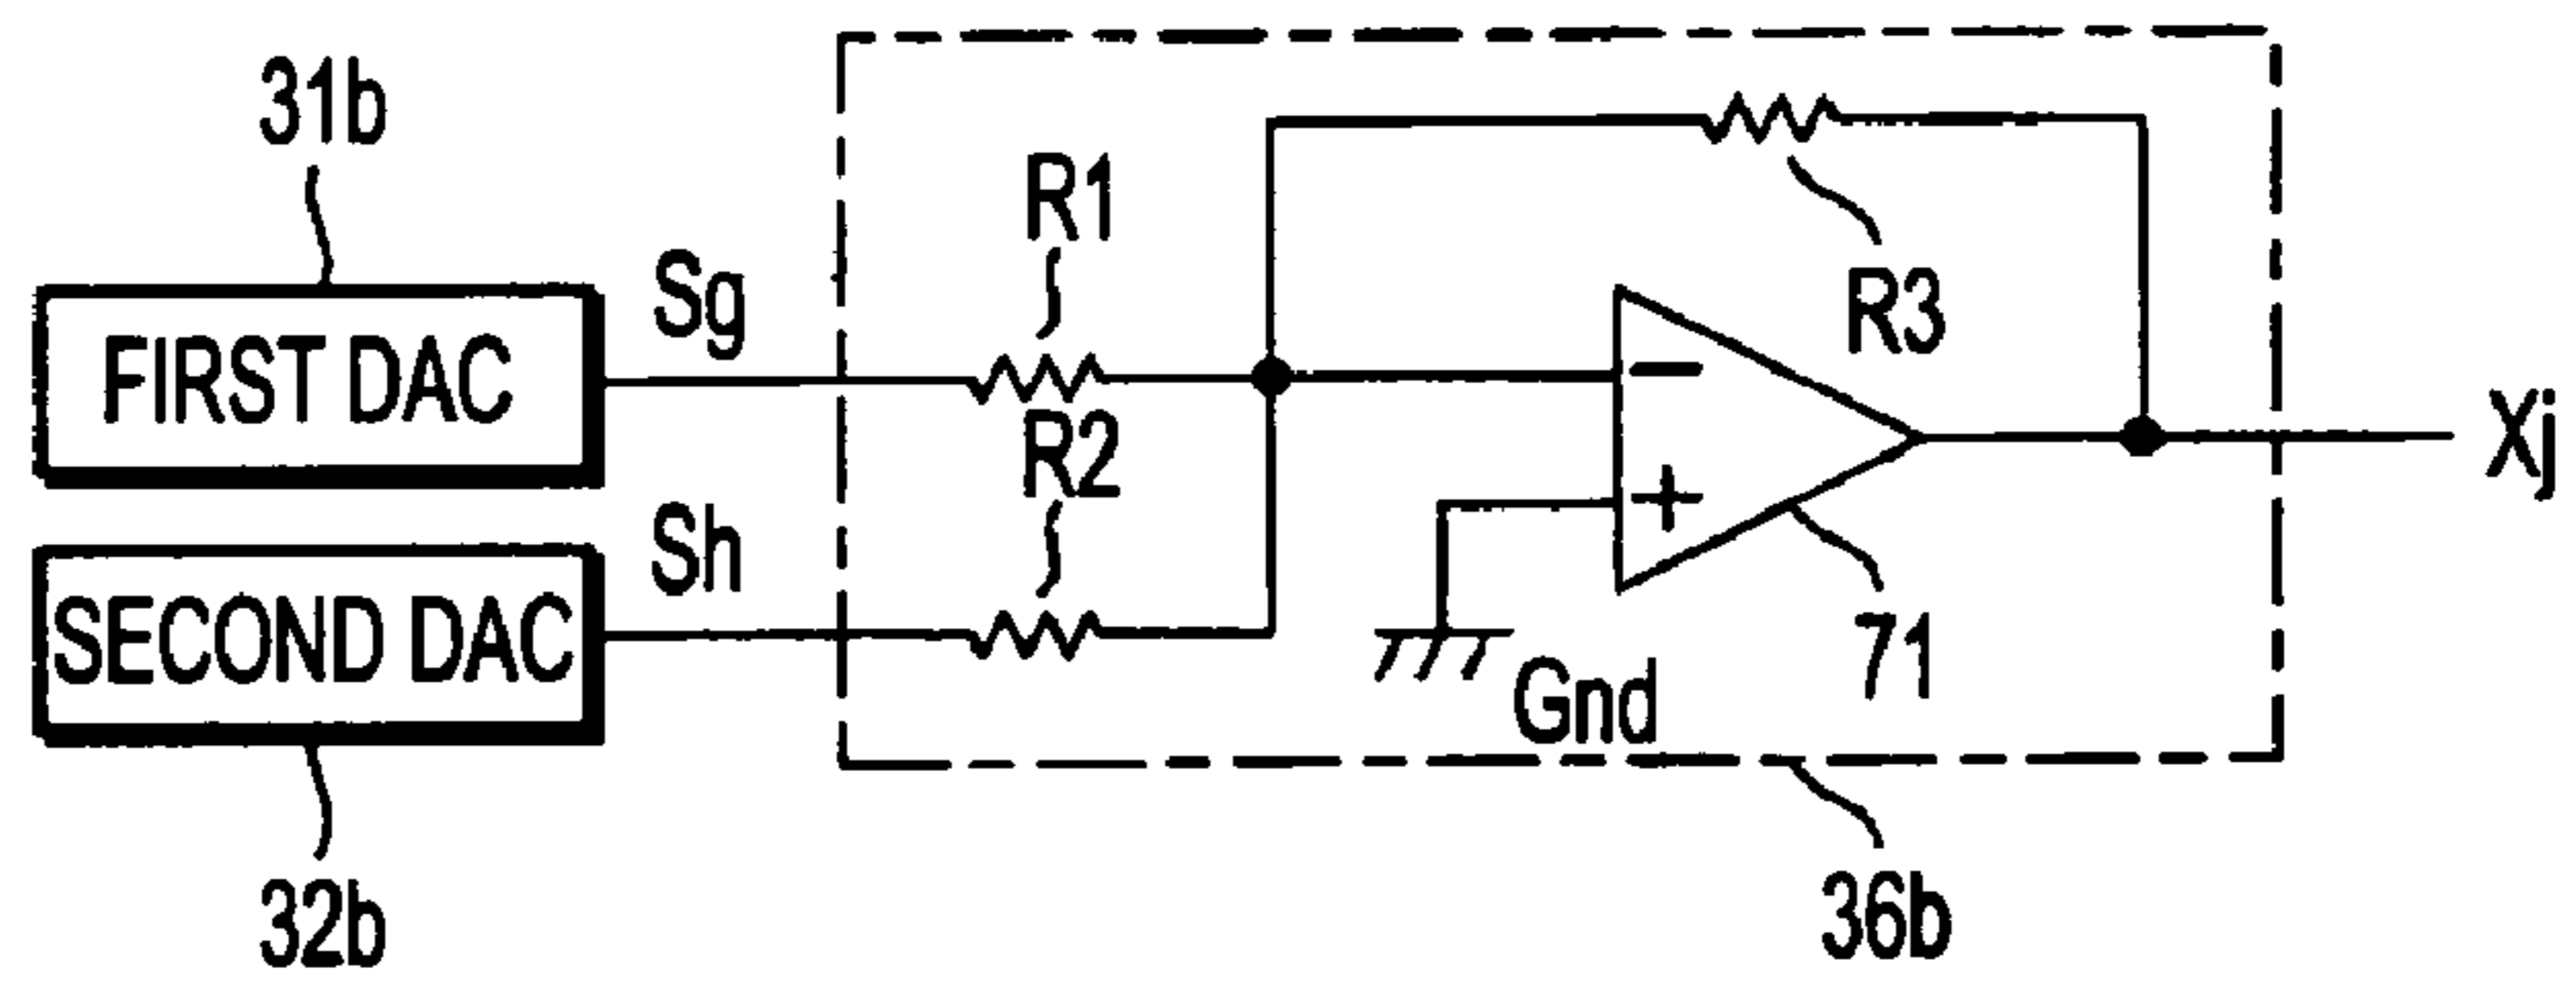 31b
R1
Sg
R3
FIRST DAC
−
Xj
R2
+
Sh
SECOND DAC
71
Gnd
32b
36b